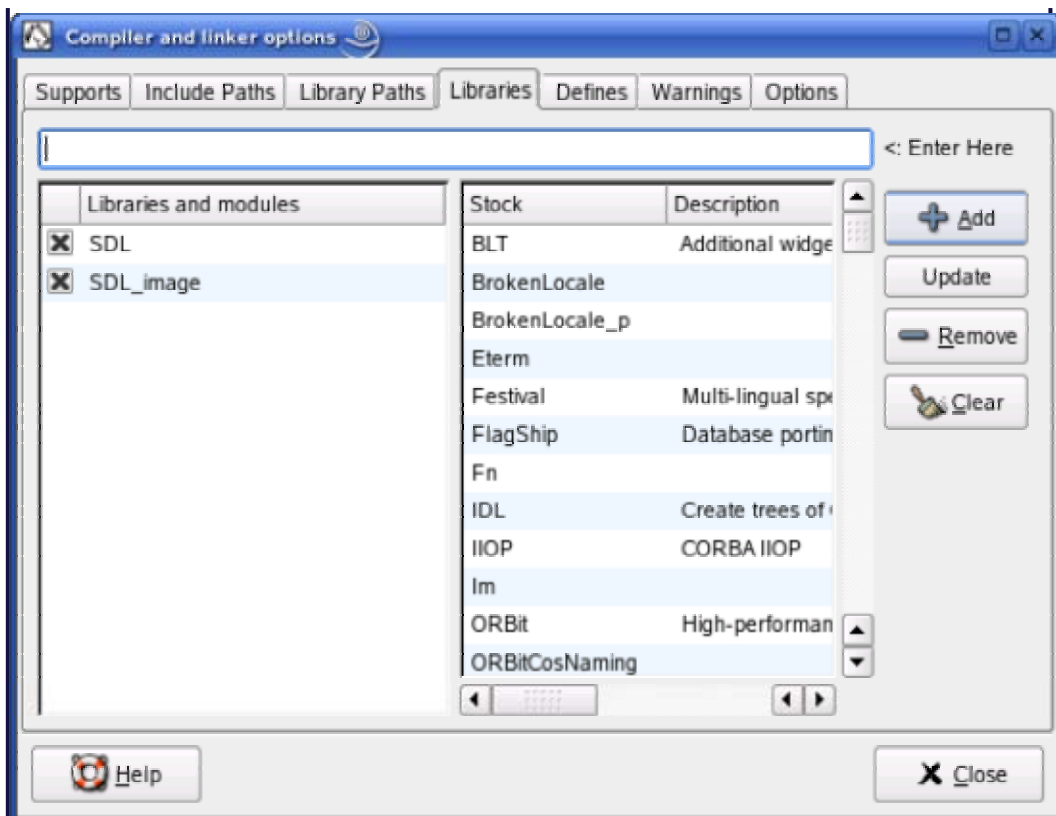 Compiler and linker options
Supports Include Paths Library Paths Libraries Defines Warnings Options
<: Enter Here
Libraries and modules
SDL
SDL_image
Stock Description
BLT Additional widge
BrokenLocale
BrokenLocale_p
Eterm
Festival Multi-lingual spe
FlagShip Database portin
Fn
IDL Create trees of
IIOP CORBA IIOP
Im
ORBit High-performan
ORBitCosNaming
Add
Update
Remove
Clear
Help
Close